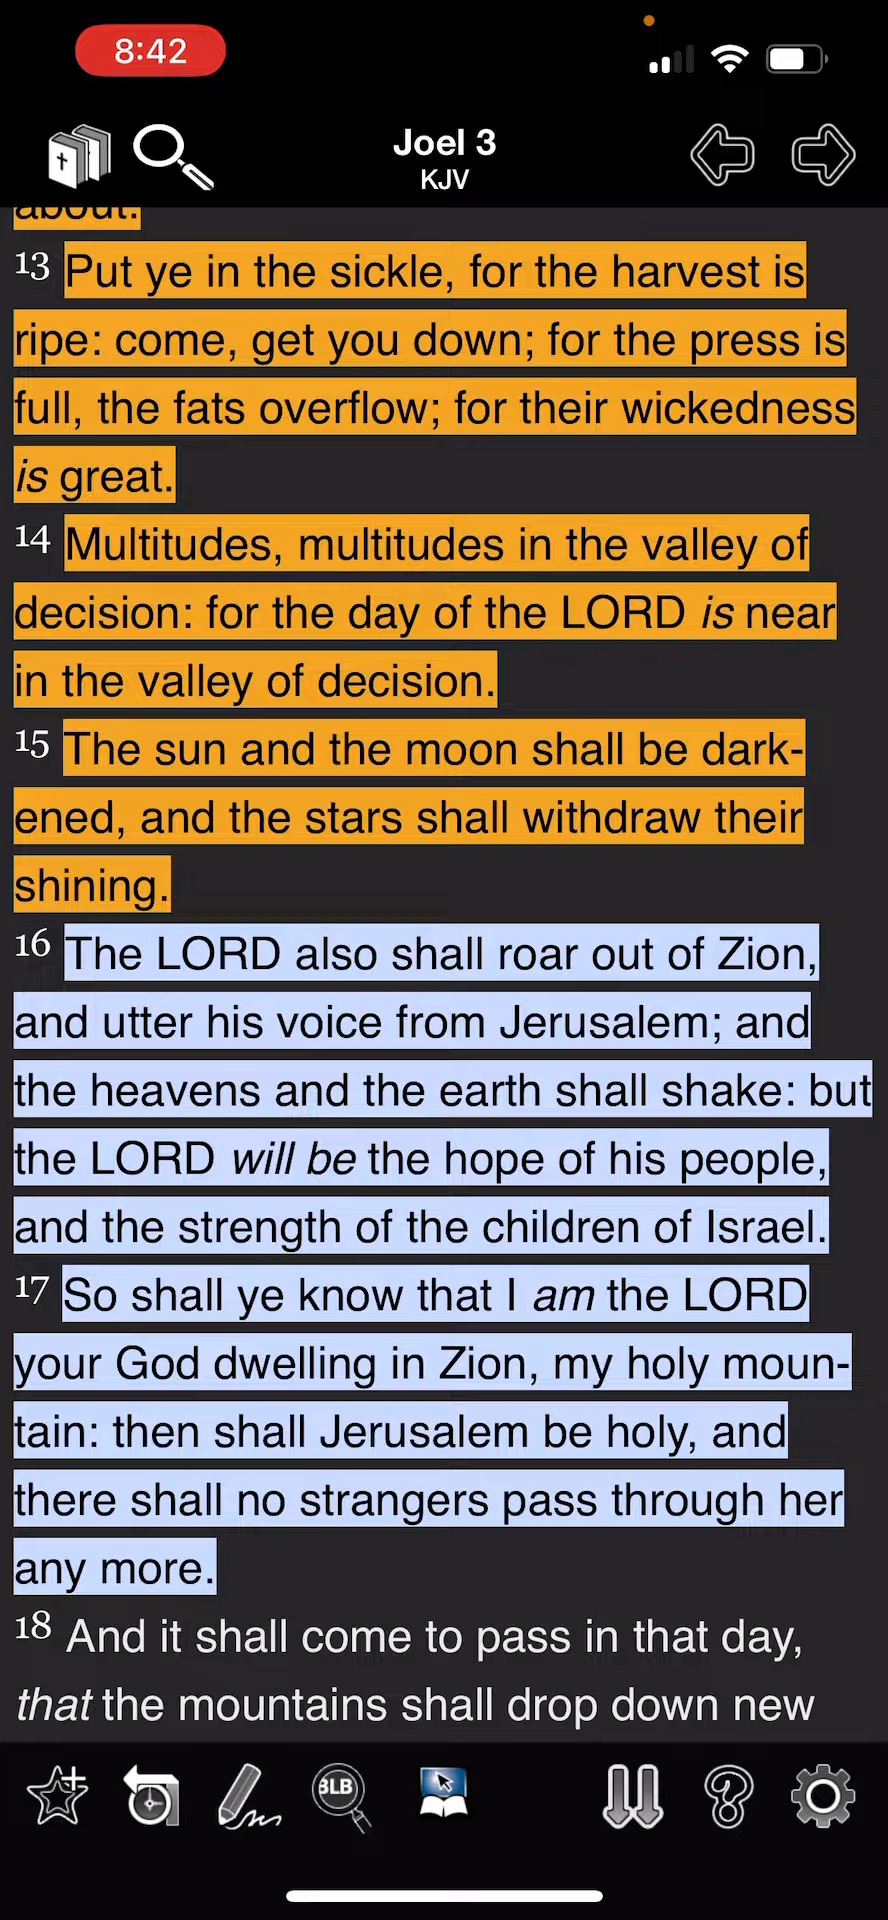 8:42
Joel 3
KJV
about.
13 Put ye in the sickle, for the harvest is
ripe: come, get you down; for the press is
full, the fats overflow; for their wickedness
is great.
14 Multitudes, multitudes in the valley of
decision: for the day of the LORD is near
in the valley of decision.
15 The sun and the moon shall be dark-
ened, and the stars shall withdraw their
shining.
16 The LORD also shall roar out of Zion,
and utter his voice from Jerusalem; and
the heavens and the earth shall shake: but
the LORD will be the hope of his people,
and the strength of the children of Israel.
17 So shall ye know that I am the LORD
your God dwelling in Zion, my holy moun-
tain: then shall Jerusalem be holy, and
there shall no strangers pass through her
any more.
18 And it shall come to pass in that day,
that the mountains shall drop down new
BLB